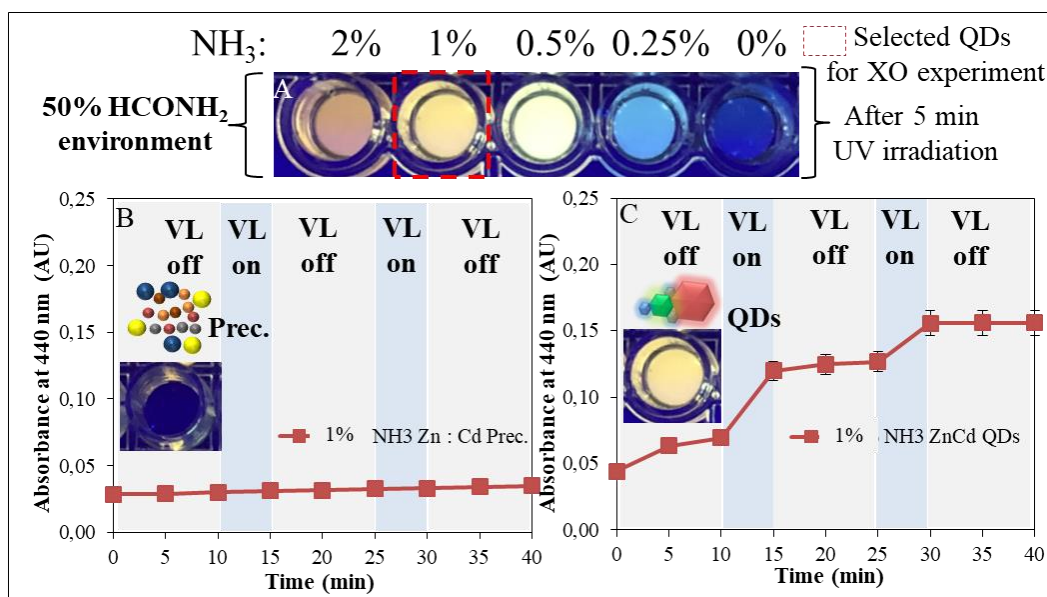 NH₃: 2% 1% 0.5% 0.25% 0%
Selected QDs
for XO experiment
50% HCONH₂
environment
A
After 5 min
UV irradiation
B
Absorbance at 440 nm (AU)
0,25
0,20
0,15
0,10
0,05
0,00
VL off
VL on
VL off
VL on
VL off
Prec.
1% NH3 Zn : Cd Prec.
0 5 10 15 20 25 30 35 40
Time (min)
C
Absorbance at 440 nm (AU)
0,25
0,20
0,15
0,10
0,05
0,00
VL off
VL on
VL off
VL on
VL off
QDs
1% NH3 ZnCd QDs
0 5 10 15 20 25 30 35 40
Time (min)